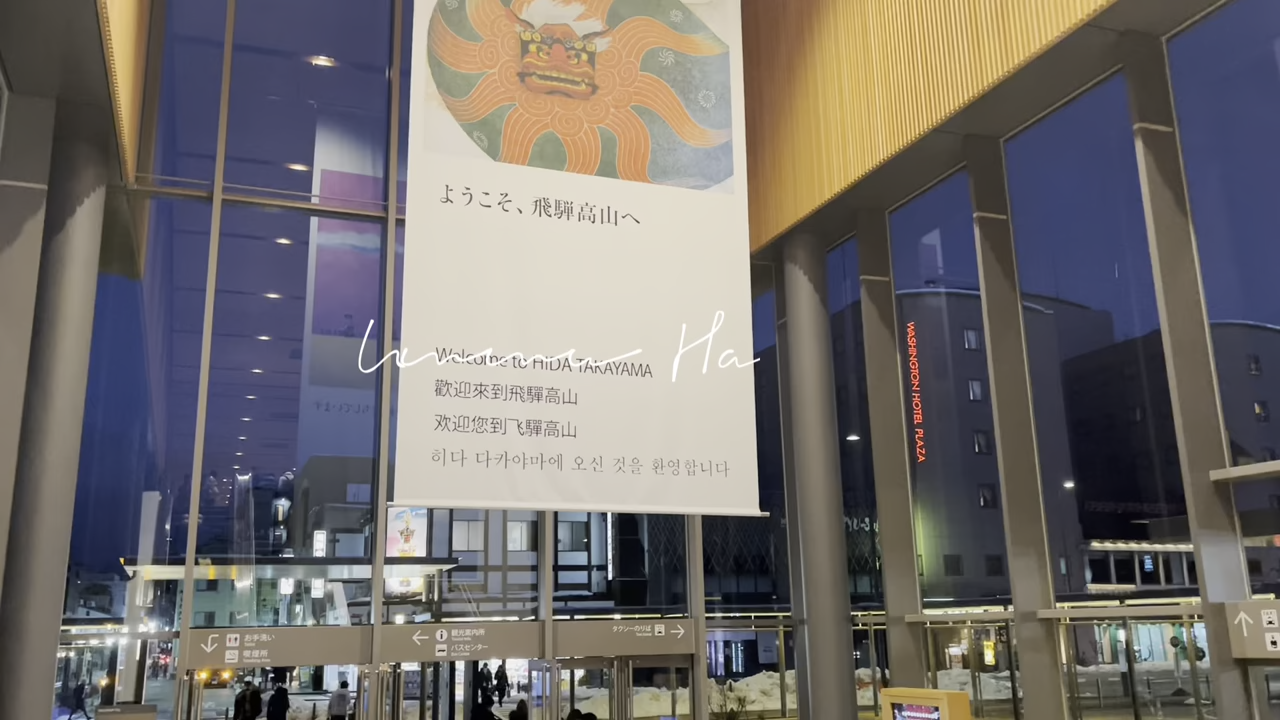 ようこそ、飛騨高山へ
Welcome to HIDA TAKAYAMA
歡迎來到飛驒高山
欢迎您到飞驒高山
히다 다카야마에 오신 것을 환영합니다
Ha
WASHINGTON HOTEL PLAZA
お手洗い
喫煙所
観光案内所
バスセンター
タクシーのりば